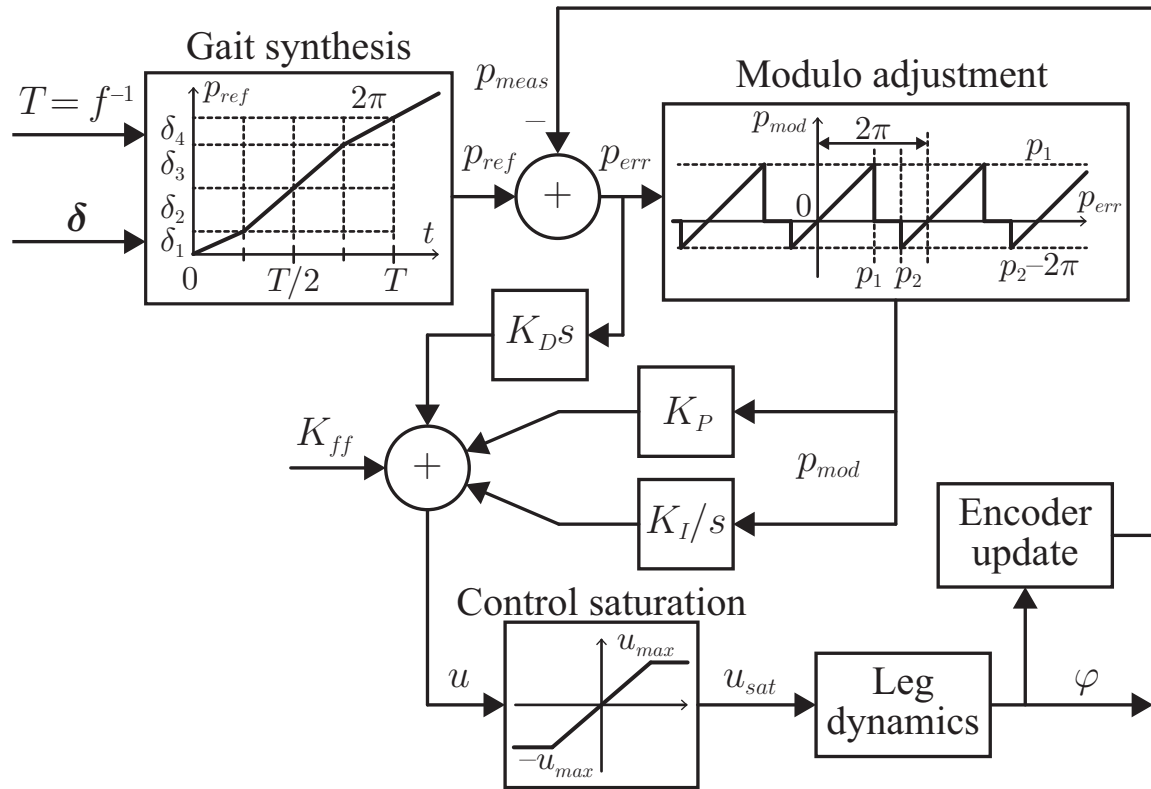 Gait synthesis
T = f⁻¹
δ
p_ref
2π
δ₄
δ₃
δ₂
δ₁
0
T/2
T
t
p_meas
−
p_ref
+
p_err
Modulo adjustment
p_mod
2π
p₁
0
p_err
p₁
p₂
p₂−2π
K_D s
K_P
K_ff
+
p_mod
K_I/s
Encoder
update
Control saturation
u_max
u
−u_max
u_sat
Leg
dynamics
φ